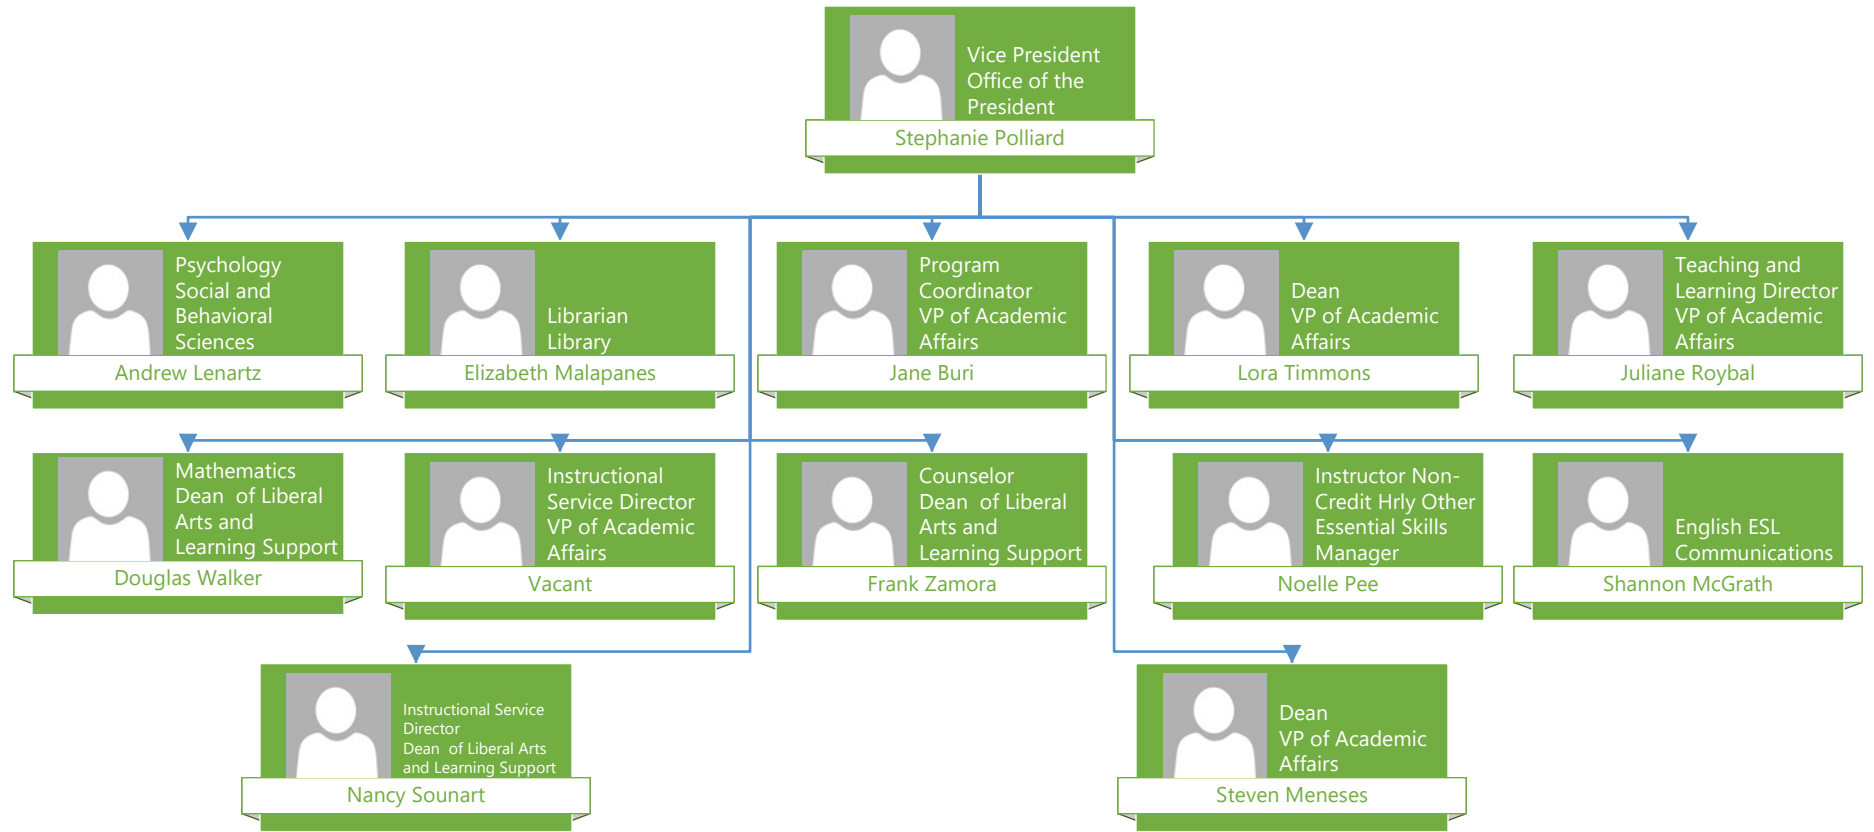 Vice President
Office of the
President
Stephanie Polliard
Psychology
Social and
Behavioral
Sciences
Andrew Lenartz
Librarian
Library
Elizabeth Malapanes
Program
Coordinator
VP of Academic
Affairs
Jane Buri
Dean
VP of Academic
Affairs
Lora Timmons
Teaching and
Learning Director
VP of Academic
Affairs
Juliane Roybal
Mathematics
Dean  of Liberal
Arts and
Learning Support
Douglas Walker
Instructional
Service Director
VP of Academic
Affairs
Vacant
Counselor
Dean  of Liberal
Arts and
Learning Support
Frank Zamora
Instructor Non-
Credit Hrly Other
Essential Skills
Manager
Noelle Pee
English ESL
Communications
Shannon McGrath
Instructional Service
Director
Dean  of Liberal Arts
and Learning Support
Nancy Sounart
Dean
VP of Academic
Affairs
Steven Meneses